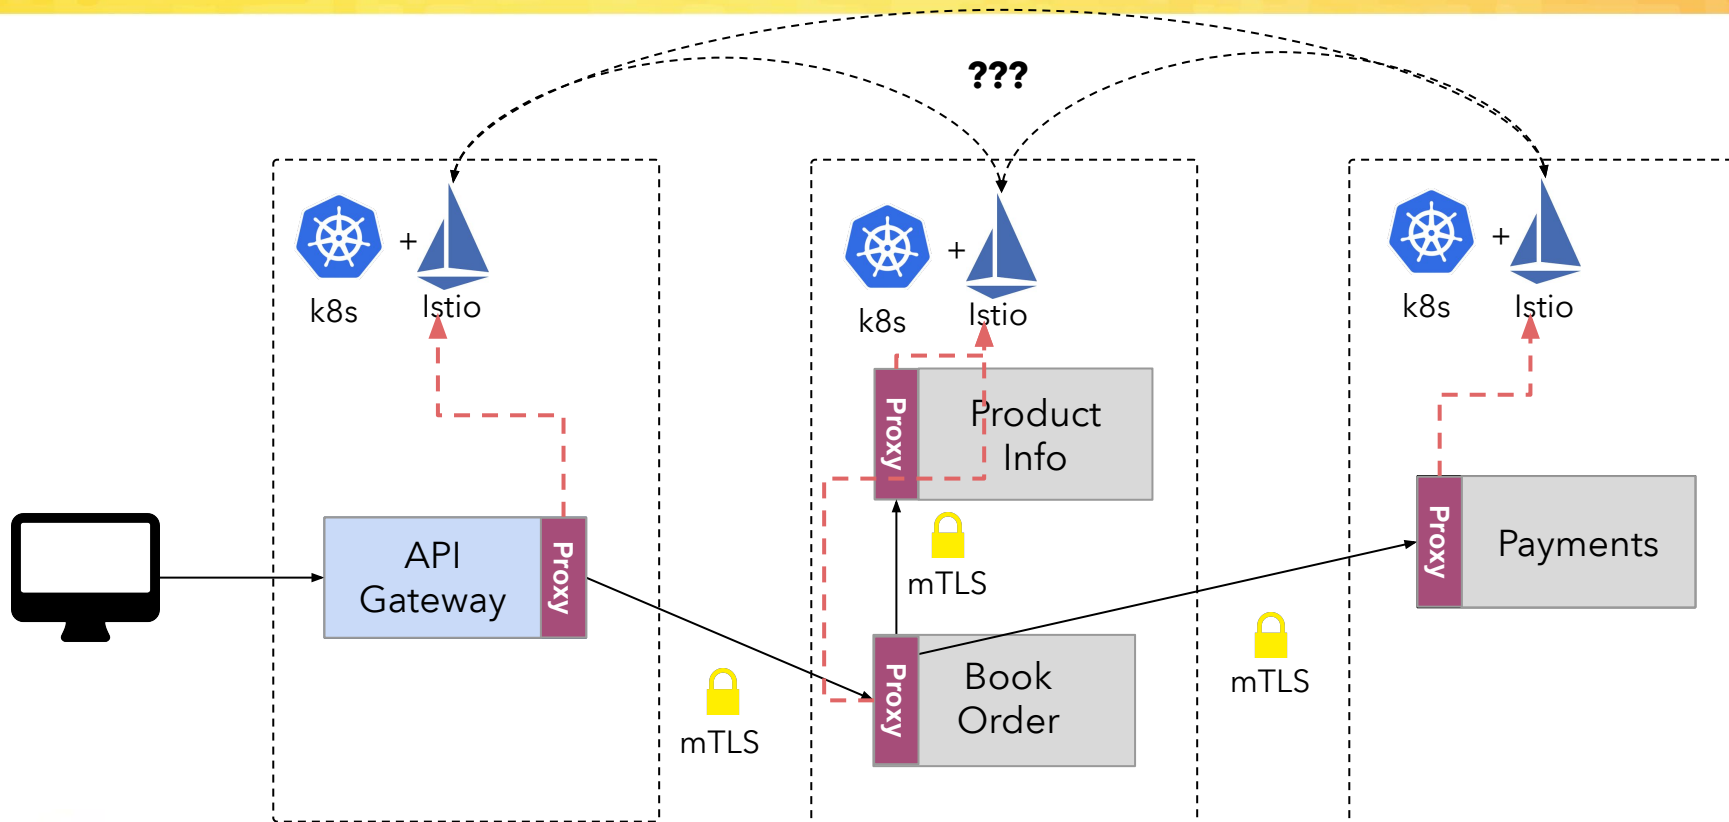 ???
+
k8s
Istio
+
k8s
Istio
+
k8s
Istio
Proxy
Product
Info
API
Gateway
Proxy
mTLS
Proxy
Payments
Proxy
Book
Order
mTLS
mTLS